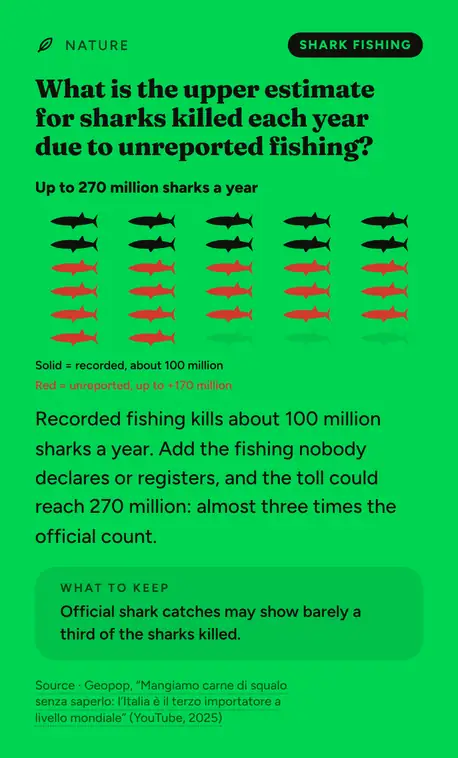 NATURE
SHARK FISHING
What is the upper estimate
for sharks killed each year
due to unreported fishing?
Up to 270 million sharks a year
Solid = recorded, about 100 million
Red = unreported, up to +170 million
Recorded fishing kills about 100 million
sharks a year. Add the fishing nobody
declares or registers, and the toll could
reach 270 million: almost three times the
official count.
WHAT TO KEEP
Official shark catches may show barely a
third of the sharks killed.
Source · Geopop, “Mangiamo carne di squalo
senza saperlo: l’Italia è il terzo importatore a
livello mondiale” (YouTube, 2025)